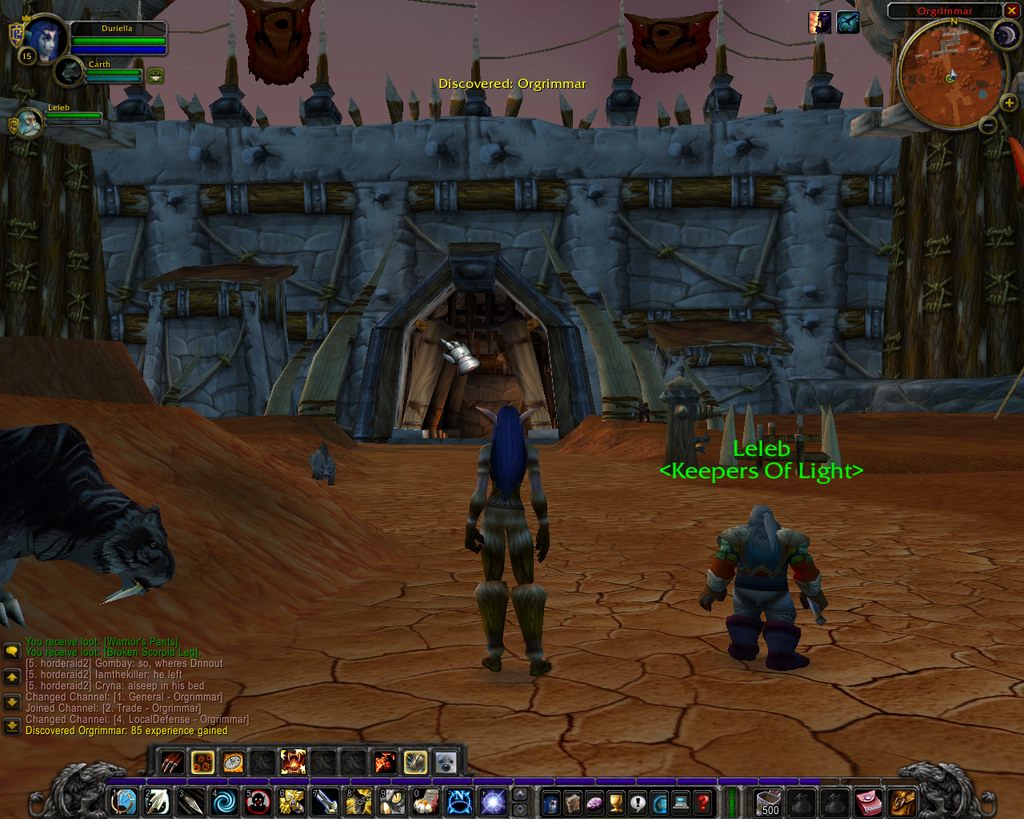 Duriella
15
Carth
Leleb
Orgrimmar
N
Discovered: Orgrimmar
Leleb
<Keepers Of Light>
You receive loot: [Warrior's Pants].
You receive loot: [Broken Scorpid Leg].
[5. horderaid2] Gombay: so, wheres Dnnout
[5. horderaid2] Iamthekiller: he left
[5. horderaid2] Cryna: alseep in his bed
Changed Channel: [1. General - Orgrimmar]
Joined Channel: [2. Trade - Orgrimmar]
Changed Channel: [4. LocalDefense - Orgrimmar]
Discovered Orgrimmar: 85 experience gained
500